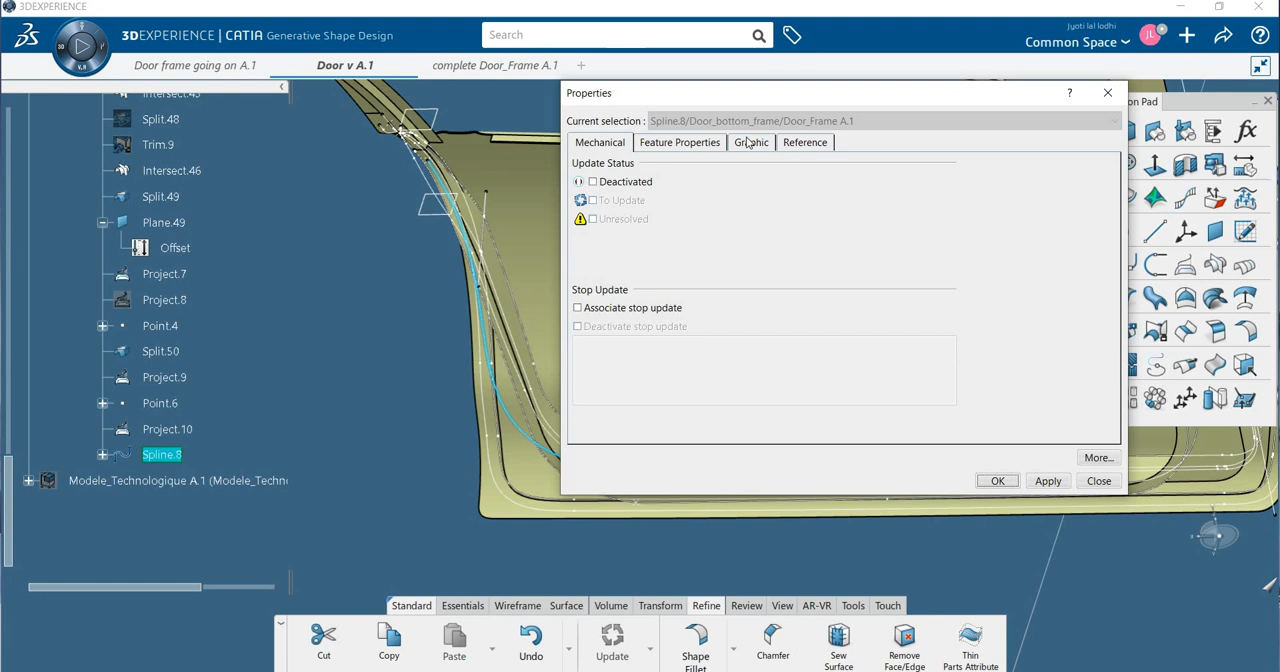 3DEXPERIENCE
3DEXPERIENCE | CATIA Generative Shape Design
Search
Jyoti lal lodhi
Common Space
JL
3D
V.R
Door frame going on A.1
Door v A.1
complete Door_Frame A.1
Intersect.45
Split.48
Trim.9
Intersect.46
Split.49
Plane.49
Offset
Project.7
Project.8
Point.4
Split.50
Project.9
Point.6
Project.10
Spline.8
Modele_Technologique A.1 (Modele_Techni
Properties
?
Current selection : Spline.8/Door_bottom_frame/Door_Frame A.1
Mechanical
Feature Properties
Graphic
Reference
Update Status
Deactivated
To Update
Unresolved
Stop Update
Associate stop update
Deactivate stop update
More...
OK
Apply
Close
on Pad
f(x)
Standard
Essentials
Wireframe
Surface
Volume
Transform
Refine
Review
View
AR-VR
Tools
Touch
Cut
Copy
Paste
Undo
Update
Shape
Fillet
Chamfer
Sew
Surface
Remove
Face/Edge
Thin
Parts Attribute